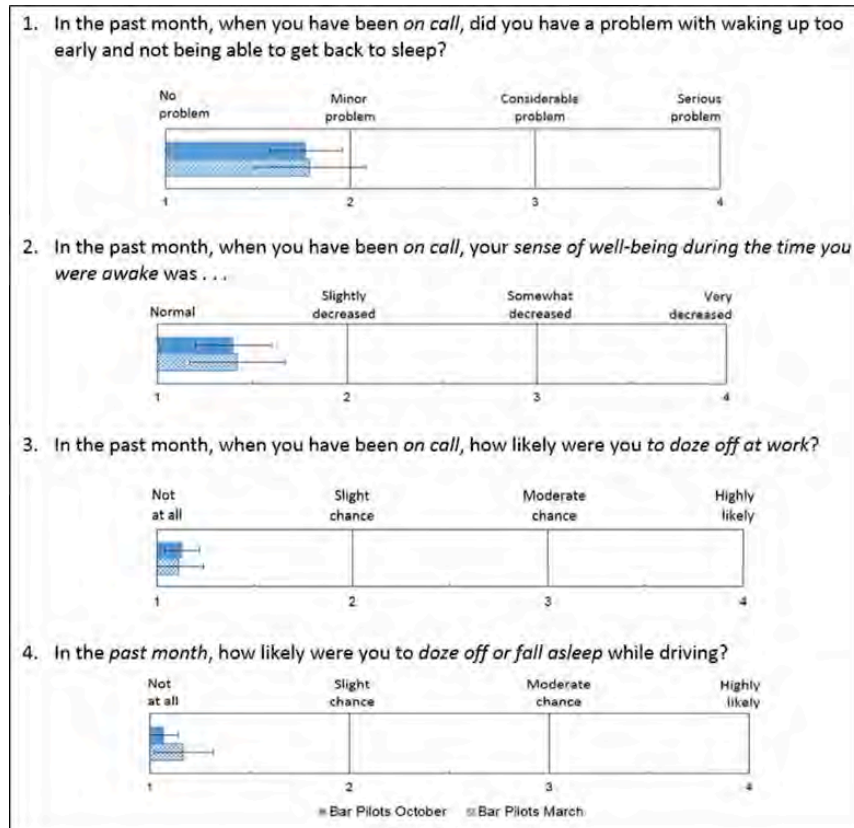 1. In the past month, when you have been on call, did you have a problem with waking up too
early and not being able to get back to sleep?
No Minor Considerable Serious
problem problem problem problem
1 2 3 4
2. In the past month, when you have been on call, your sense of well-being during the time you
were awake was . . .
Slightly Somewhat Very
Normal decreased decreased decreased
1 2 3 4
3. In the past month, when you have been on call, how likely were you to doze off at work?
Not Slight Moderate Highly
at all chance chance likely
1 2 3 4
4. In the past month, how likely were you to doze off or fall asleep while driving?
Not Slight Moderate Highly
at all chance chance likely
1 2 3 4
Bar Pilots October Bar Pilots March